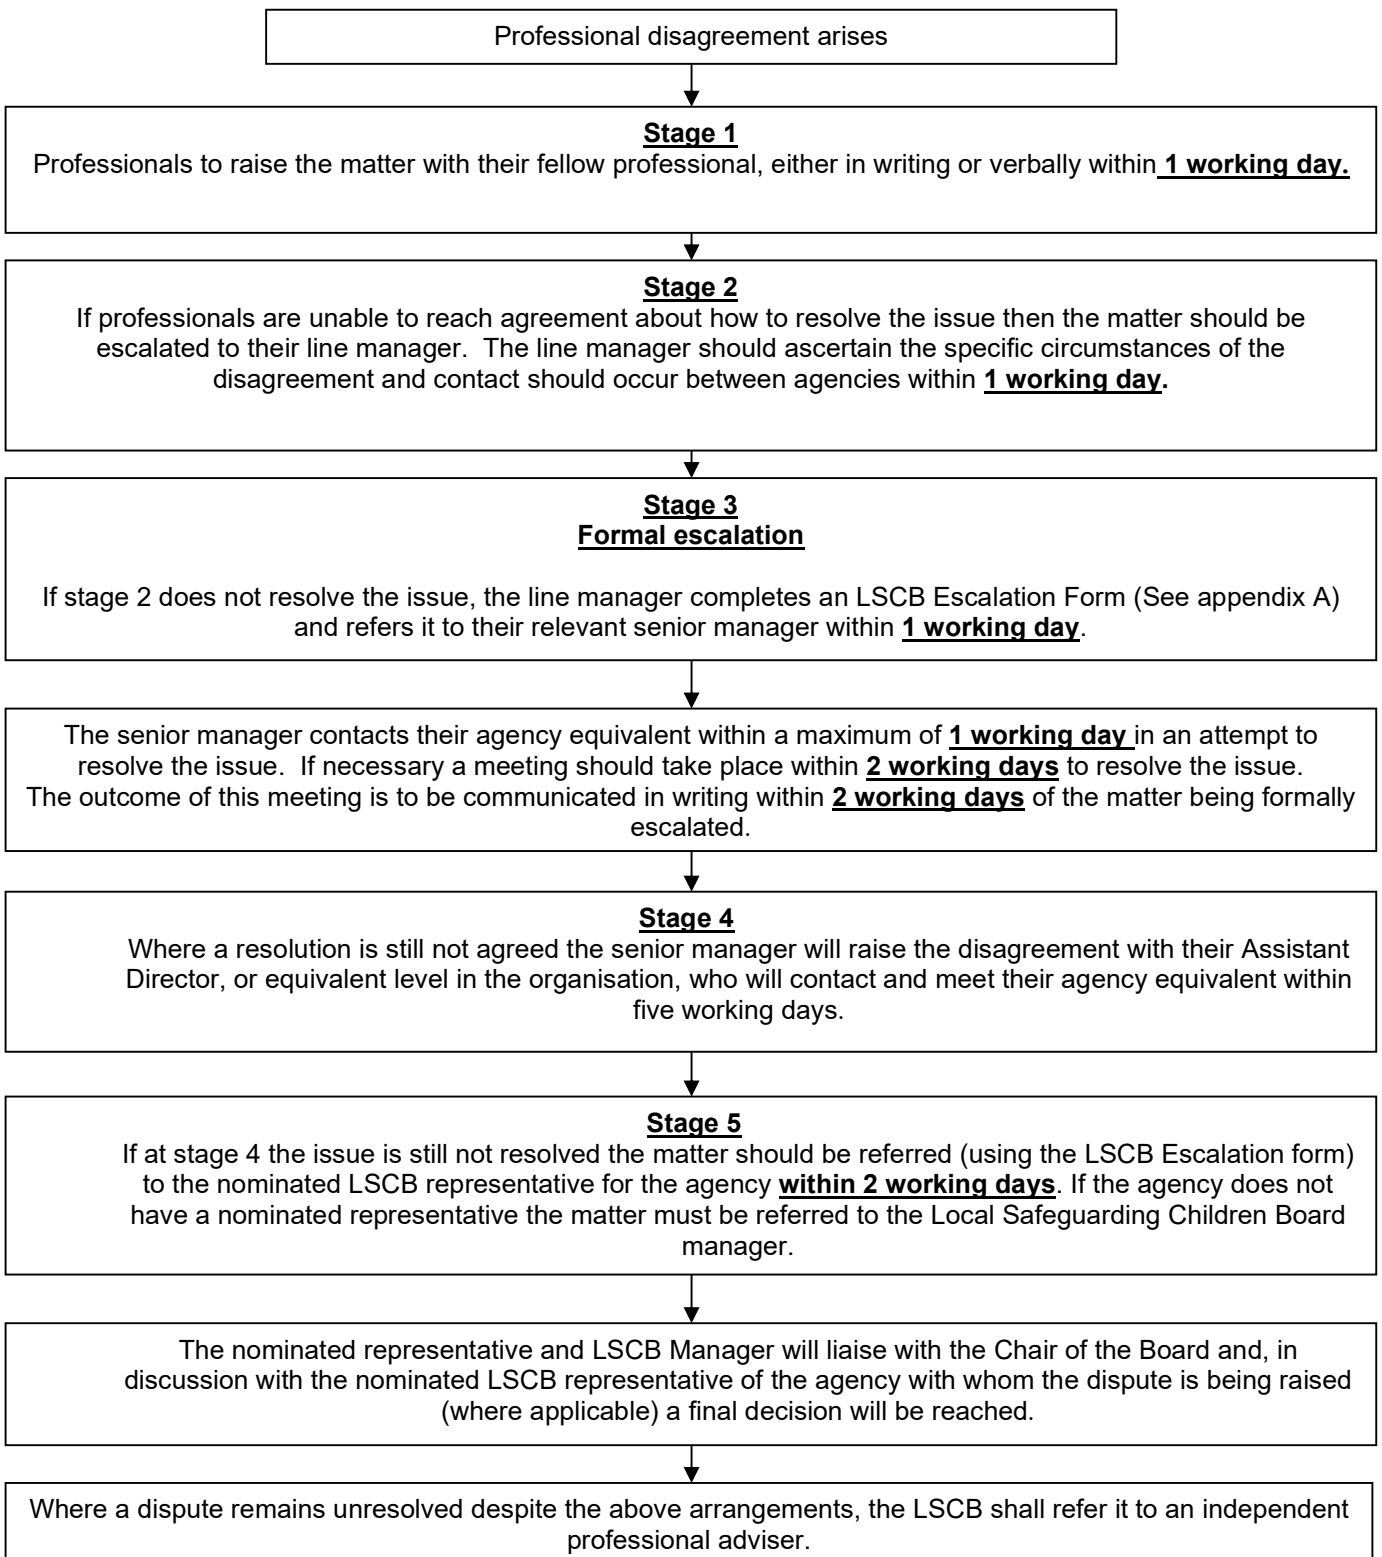 Professional disagreement arises
Stage 1
Professionals to raise the matter with their fellow professional, either in writing or verbally within 1 working day.
Stage 2
If professionals are unable to reach agreement about how to resolve the issue then the matter should be
escalated to their line manager.  The line manager should ascertain the specific circumstances of the
disagreement and contact should occur between agencies within 1 working day.
Stage 3
Formal escalation
If stage 2 does not resolve the issue, the line manager completes an LSCB Escalation Form (See appendix A)
and refers it to their relevant senior manager within 1 working day.
The senior manager contacts their agency equivalent within a maximum of 1 working day in an attempt to
resolve the issue.  If necessary a meeting should take place within 2 working days to resolve the issue.
The outcome of this meeting is to be communicated in writing within 2 working days of the matter being formally
escalated.
Stage 4
Where a resolution is still not agreed the senior manager will raise the disagreement with their Assistant
Director, or equivalent level in the organisation, who will contact and meet their agency equivalent within
five working days.
Stage 5
If at stage 4 the issue is still not resolved the matter should be referred (using the LSCB Escalation form)
to the nominated LSCB representative for the agency within 2 working days. If the agency does not
have a nominated representative the matter must be referred to the Local Safeguarding Children Board
manager.
The nominated representative and LSCB Manager will liaise with the Chair of the Board and, in
discussion with the nominated LSCB representative of the agency with whom the dispute is being raised
(where applicable) a final decision will be reached.
Where a dispute remains unresolved despite the above arrangements, the LSCB shall refer it to an independent
professional adviser.